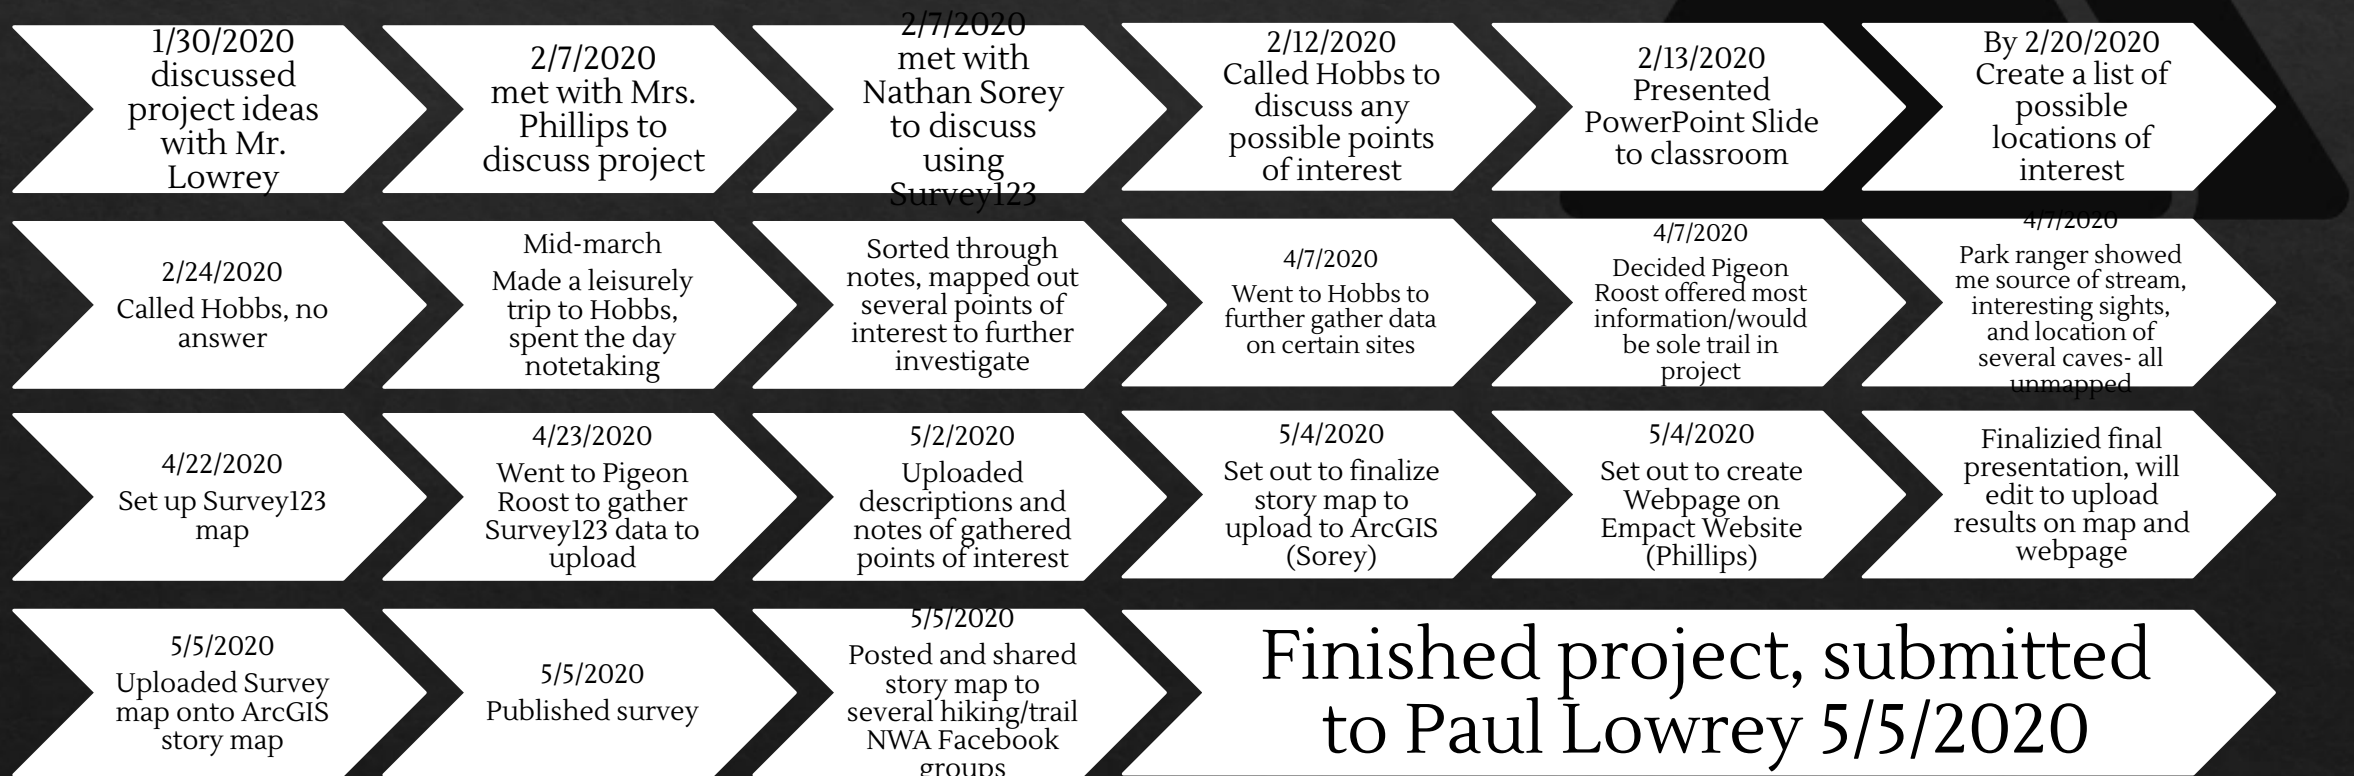 1/30/2020
discussed
project ideas
with Mr.
Lowrey
2/7/2020
met with Mrs.
Phillips to
discuss project
2/7/2020
met with
Nathan Sorey
to discuss
using
Survey123
2/12/2020
Called Hobbs to
discuss any
possible points
of interest
2/13/2020
Presented
PowerPoint Slide
to classroom
By 2/20/2020
Create a list of
possible
locations of
interest
2/24/2020
Called Hobbs, no
answer
Mid-march
Made a leisurely
trip to Hobbs,
spent the day
notetaking
Sorted through
notes, mapped out
several points of
interest to further
investigate
4/7/2020
Went to Hobbs to
further gather data
on certain sites
4/7/2020
Decided Pigeon
Roost offered most
information/would
be sole trail in
project
4/7/2020
Park ranger showed
me source of stream,
interesting sights,
and location of
several caves- all
unmapped
4/22/2020
Set up Survey123
map
4/23/2020
Went to Pigeon
Roost to gather
Survey123 data to
upload
5/2/2020
Uploaded
descriptions and
notes of gathered
points of interest
5/4/2020
Set out to finalize
story map to
upload to ArcGIS
(Sorey)
5/4/2020
Set out to create
Webpage on
Empact Website
(Phillips)
Finalizied final
presentation, will
edit to upload
results on map and
webpage
5/5/2020
Uploaded Survey
map onto ArcGIS
story map
5/5/2020
Published survey
5/5/2020
Posted and shared
story map to
several hiking/trail
NWA Facebook
groups
Finished project, submitted
to Paul Lowrey 5/5/2020